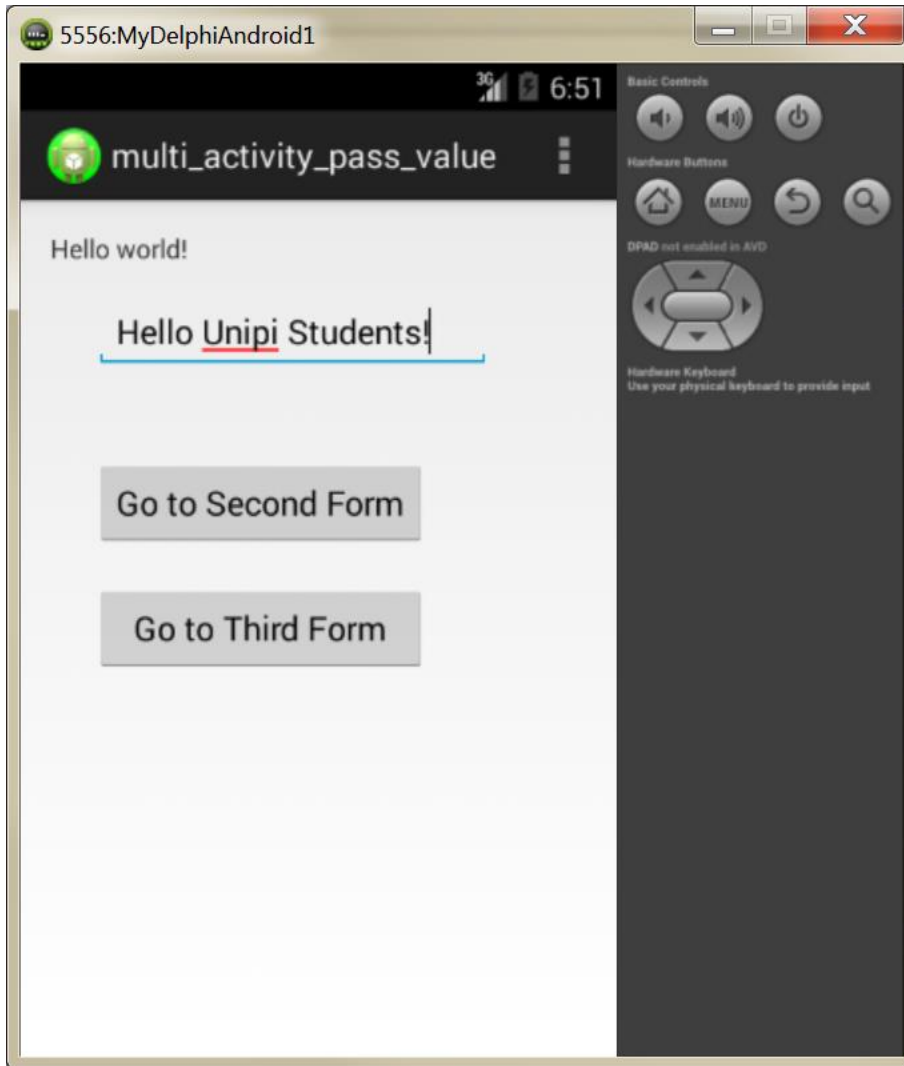 5556:MyDelphiAndroid1
3G 6:51
multi_activity_pass_value
Hello world!
Hello Unipi Students!
Go to Second Form
Go to Third Form
Basic Controls
Hardware Buttons
MENU
DPAD not enabled in AVD
Hardware Keyboard
Use your physical keyboard to provide input